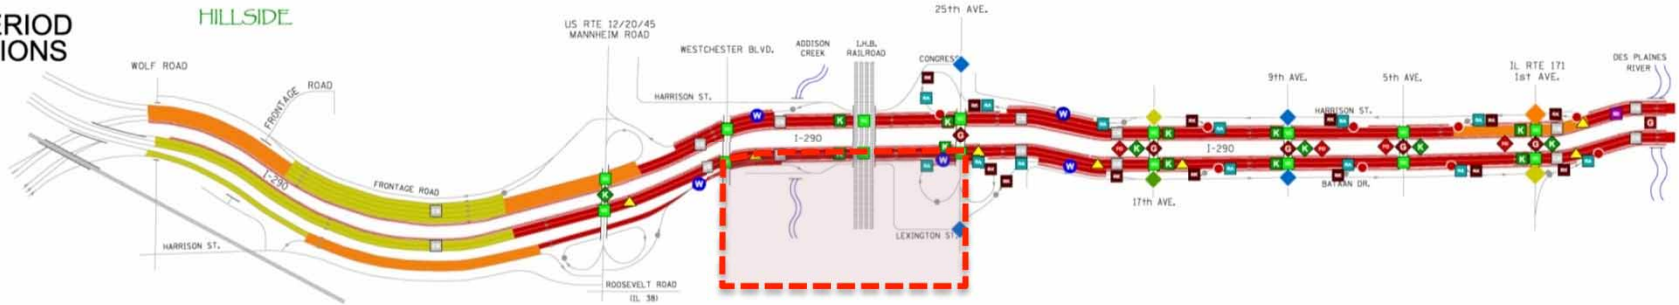 ERIOD
IONS
HILLSIDE
WOLF ROAD
FRONTAGE ROAD
I-290
FRONTAGE ROAD
HARRISON ST.
US RTE 12/20/45
MANNHEIM ROAD
ROOSEVELT ROAD
(IL 38)
HARRISON ST.
WESTCHESTER BLVD.
ADDISON
CREEK
I.H.B.
RAILROAD
I-290
25th AVE.
CONGRESS
LEXINGTON ST.
17th AVE.
I-290
9th AVE.
HARRISON ST.
BATAAN DR.
5th AVE.
IL RTE 171
1st AVE.
DES PLAINES
RIVER
W
K
W
K
K
W
K
G
K
W
W
K
G
K
K
K
G
K
K
G
K
K
G
K
K
G